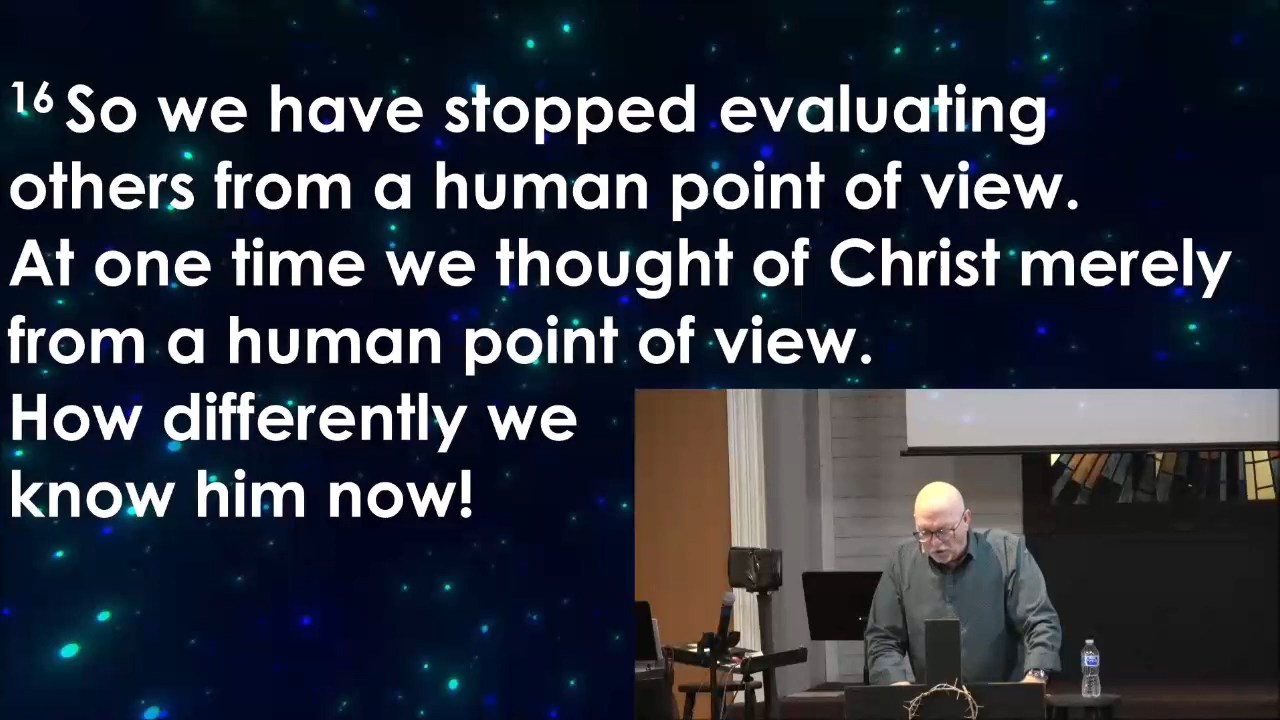 16 So we have stopped evaluating
others from a human point of view.
At one time we thought of Christ merely
from a human point of view.
How differently we
know him now!